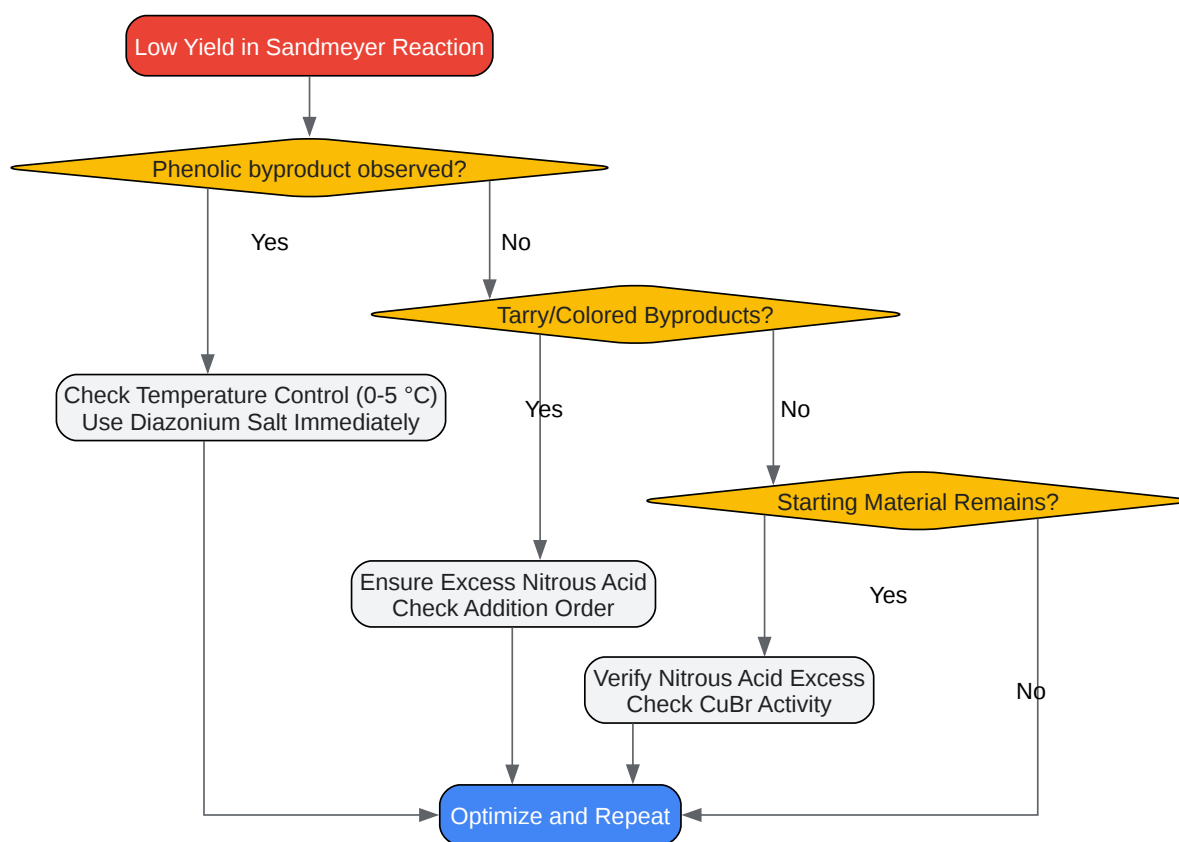 Low Yield in Sandmeyer Reaction
Phenolic byproduct observed?
Yes
No
Tarry/Colored Byproducts?
Check Temperature Control (0-5 °C)
Use Diazonium Salt Immediately
Yes
No
Starting Material Remains?
Ensure Excess Nitrous Acid
Check Addition Order
Yes
Verify Nitrous Acid Excess
Check CuBr Activity
No
Optimize and Repeat